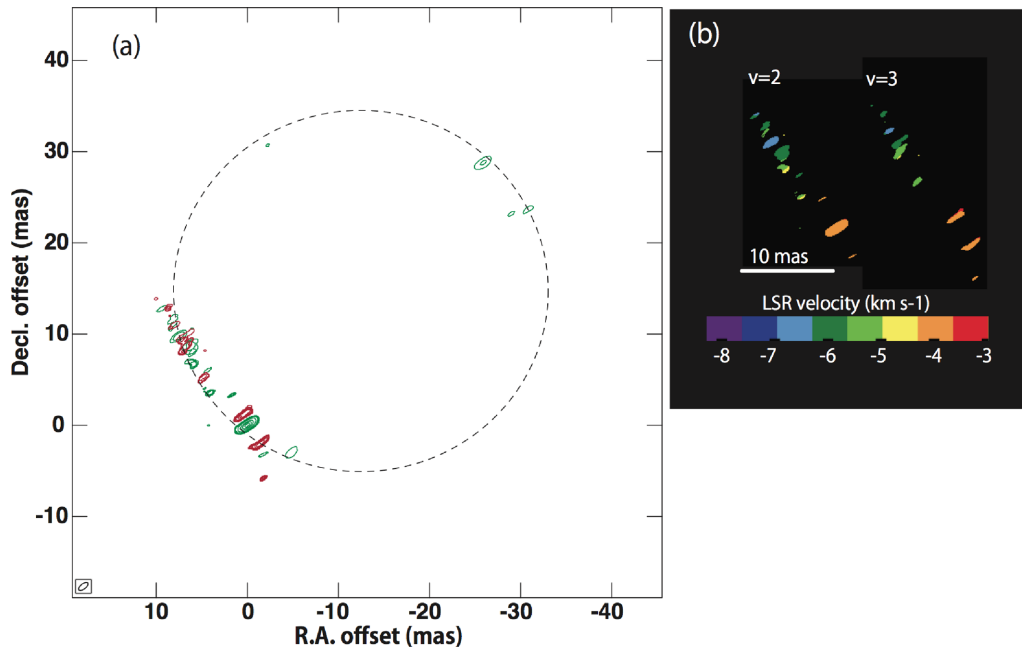 (a)
40
30
20
10
0
-10
Decl. offset (mas)
10 0 -10 -20 -30 -40
R.A. offset (mas)
(b)
v=2 v=3
10 mas
LSR velocity (km s-1)
-8 -7 -6 -5 -4 -3